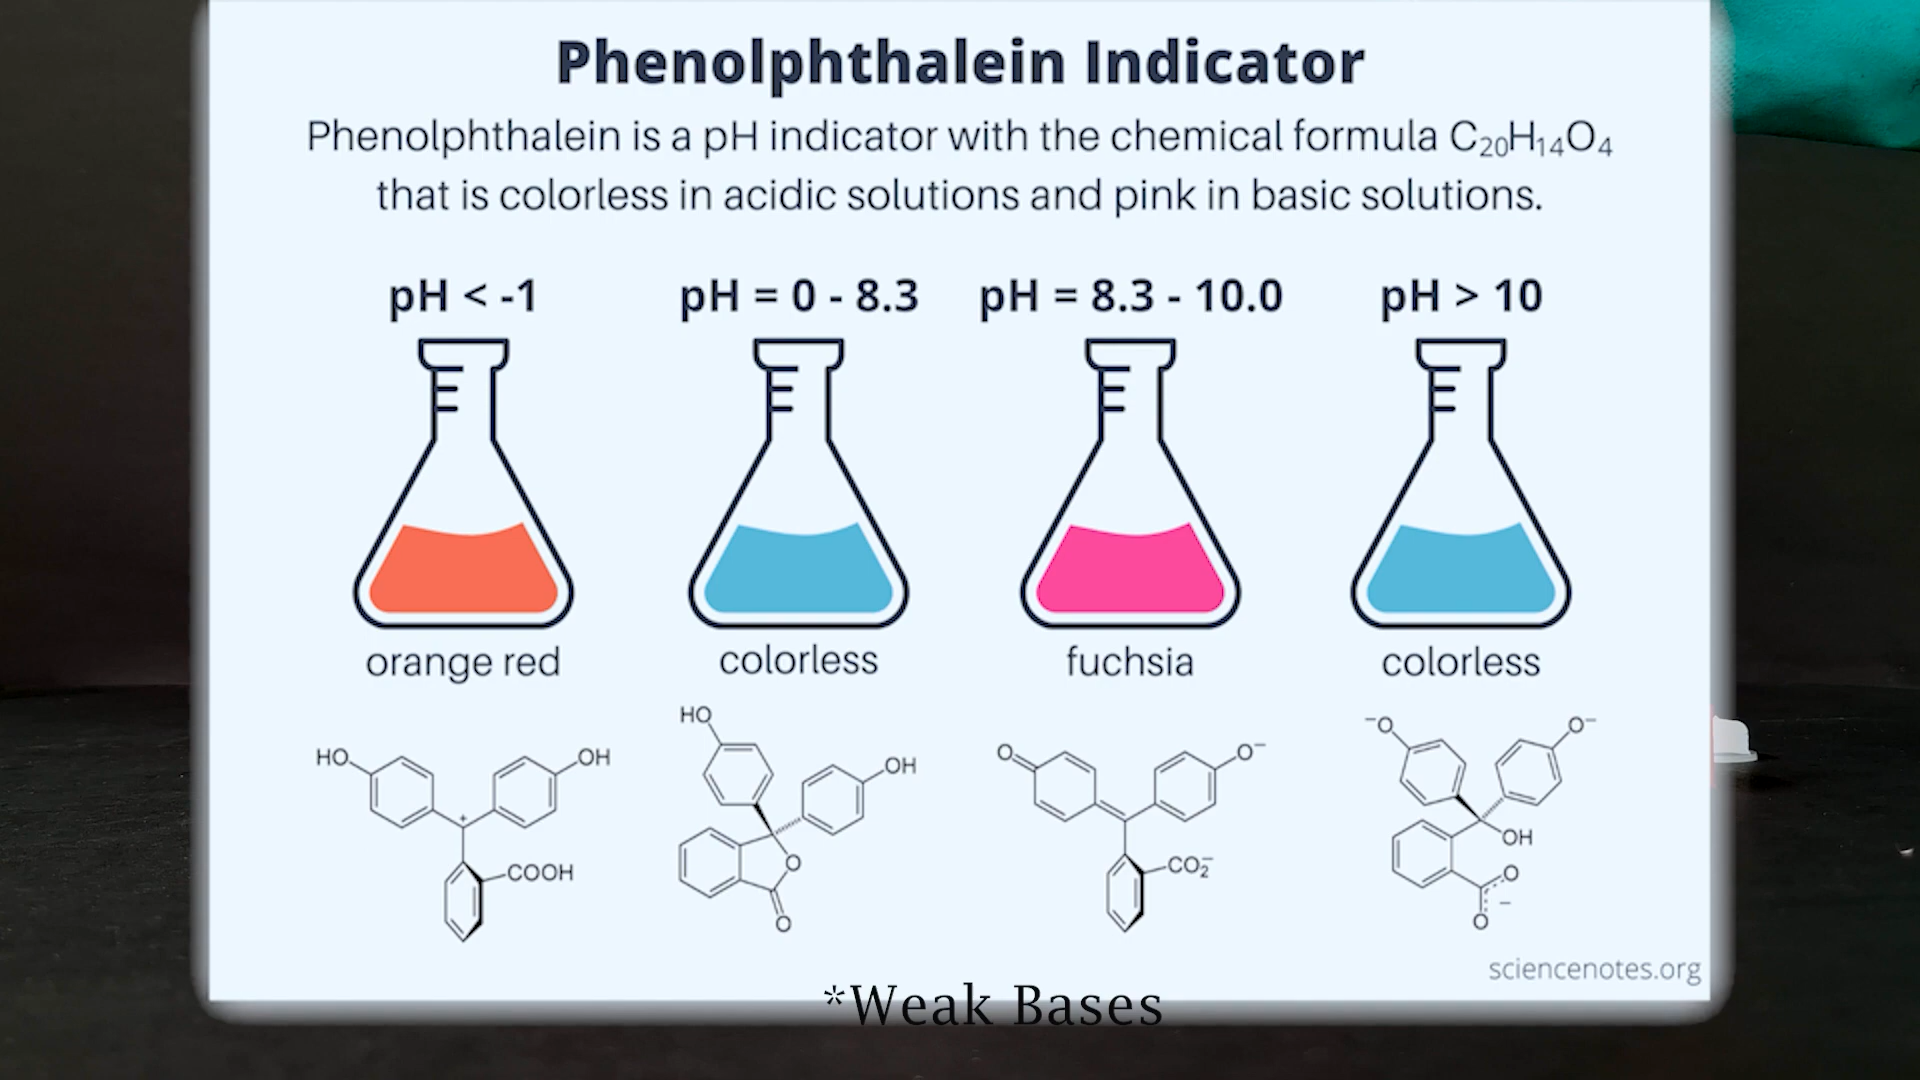 Phenolphthalein Indicator
Phenolphthalein is a pH indicator with the chemical formula C₂₀H₁₄O₄
that is colorless in acidic solutions and pink in basic solutions.
pH < -1
pH = 0 - 8.3
pH = 8.3 - 10.0
pH > 10
orange red
colorless
fuchsia
colorless
HO
OH
COOH
HO
OH
O
O
O
O⁻
CO₂⁻
⁻O
O⁻
OH
O
O
−
sciencenotes.org
*Weak Bases